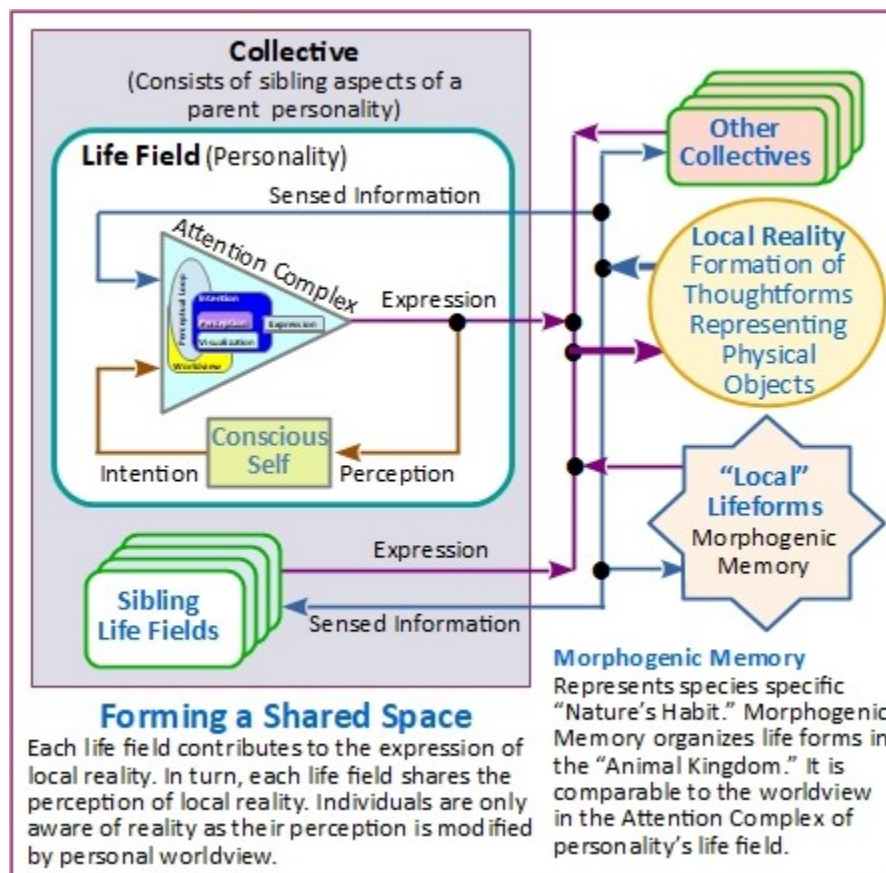 Collective
(Consists of sibling aspects of a
parent personality)
Life Field (Personality)
Sensed Information
Attention Complex
Perceptual Loop
Intention
Perception
Expression
Visualization
Worldview
Expression
Conscious
Self
Intention
Perception
Expression
Sibling
Life Fields
Sensed Information
Other
Collectives
Local Reality
Formation of
Thoughtforms
Representing
Physical
Objects
“Local”
Lifeforms
Morphogenic
Memory
Forming a Shared Space
Each life field contributes to the expression of
local reality. In turn, each life field shares the
perception of local reality. Individuals are only
aware of reality as their perception is modified
by personal worldview.
Morphogenic Memory
Represents species specific
“Nature’s Habit.” Morphogenic
Memory organizes life forms in
the “Animal Kingdom.” It is
comparable to the worldview
in the Attention Complex of
personality’s life field.